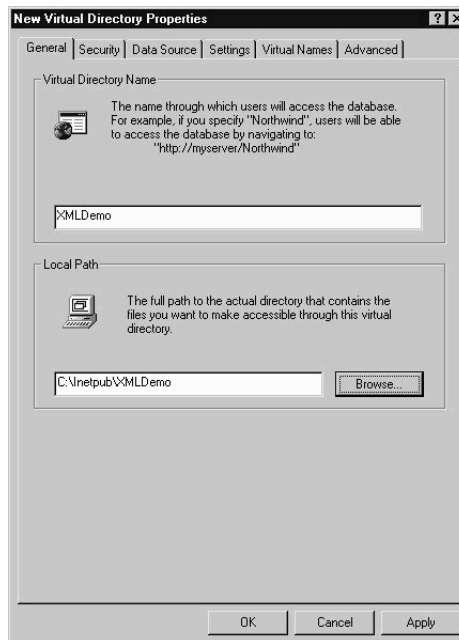 New Virtual Directory Properties
General Security Data Source Settings Virtual Names Advanced
Virtual Directory Name
The name through which users will access the database.
For example, if you specify "Northwind", users will be able
to access the database by navigating to:
"http://myserver/Northwind"
XMLDemo
Local Path
The full path to the actual directory that contains the
files you want to make accessible through this virtual
directory.
C:\Inetpub\XMLDemo
Browse...
OK Cancel Apply